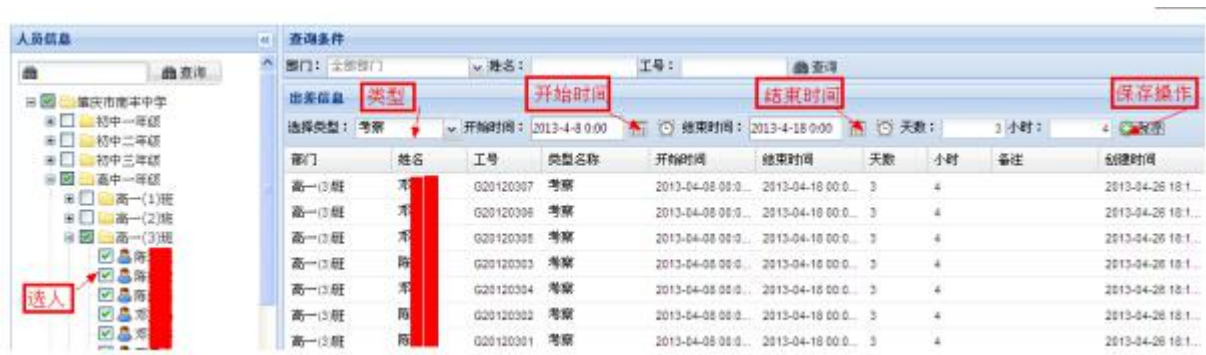 人员信息
查询
肇庆市南丰中学
初中一年级
初中二年级
初中三年级
高中一年级
高一(1)班
高一(2)班
高一(3)班
陈
陈
陈
邓
邓
选人
查询条件
部门： 全部部门 姓名： 工号： 查询
出差信息 类型 开始时间 结束时间 保存操作
选择类型： 考察 开始时间： 2013-4-8 0:00 结束时间： 2013-4-18 0:00 天数： 3 小时： 4
部门 姓名 工号 类型名称 开始时间 结束时间 天数 小时 备注 创建时间
高一(3)班 邓 G20120307 考察 2013-04-08 00:0... 2013-04-18 00:0... 3 4 2013-04-26 18:1...
高一(3)班 邓 G20120306 考察 2013-04-08 00:0... 2013-04-18 00:0... 3 4 2013-04-26 18:1...
高一(3)班 邓 G20120305 考察 2013-04-08 00:0... 2013-04-18 00:0... 3 4 2013-04-26 18:1...
高一(3)班 陈 G20120303 考察 2013-04-08 00:0... 2013-04-18 00:0... 3 4 2013-04-26 18:1...
高一(3)班 邓 G20120304 考察 2013-04-08 00:0... 2013-04-18 00:0... 3 4 2013-04-26 18:1...
高一(3)班 陈 G20120302 考察 2013-04-08 00:0... 2013-04-18 00:0... 3 4 2013-04-26 18:1...
高一(3)班 陈 G20120301 考察 2013-04-08 00:0... 2013-04-18 00:0... 3 4 2013-04-26 18:1...